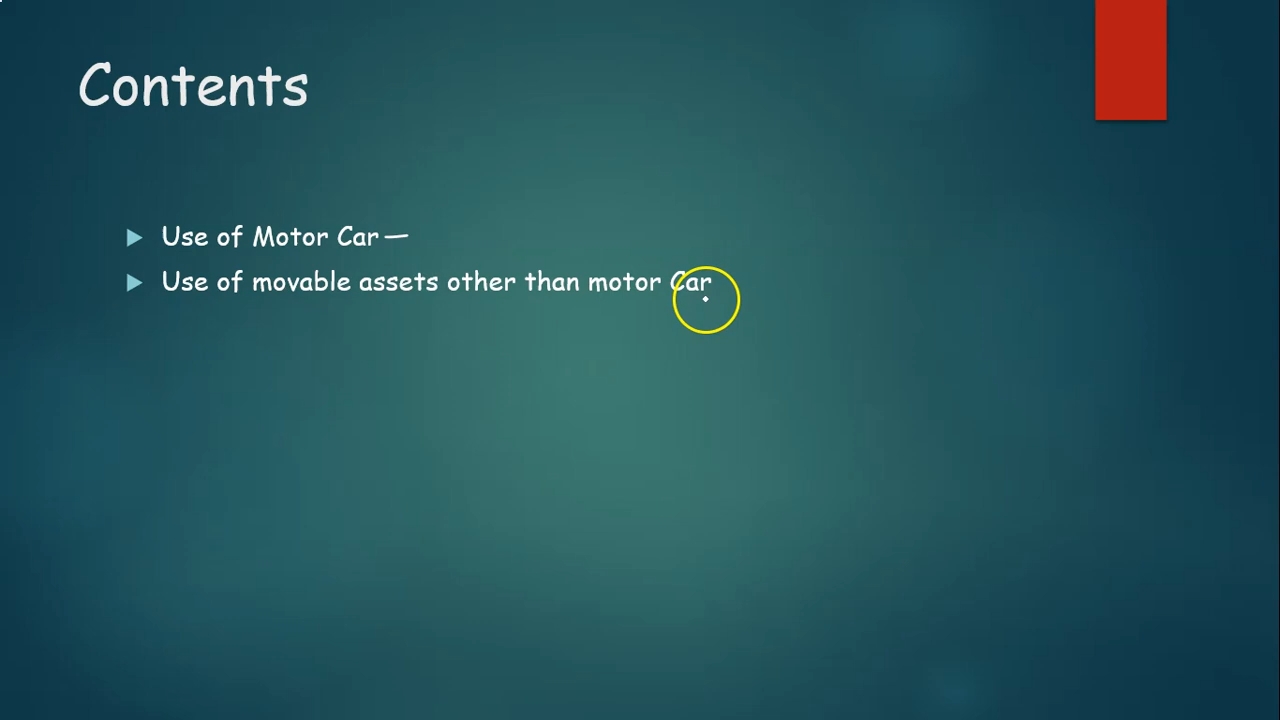 Contents
Use of Motor Car
Use of movable assets other than motor Car